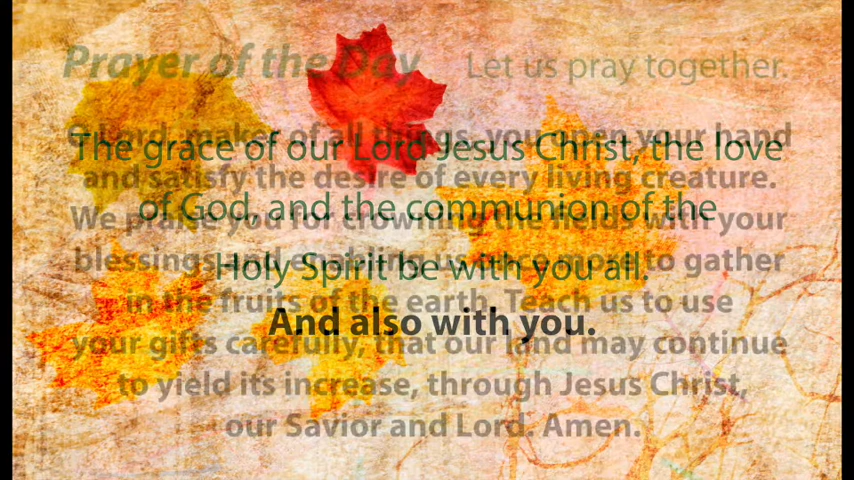 Prayer of the Day Let us pray together.
The grace of our Lord Jesus Christ, the love
of God, and the communion of the
Holy Spirit be with you all.
And also with you.
O Lord, maker of all things, you open your hand
and satisfy the desire of every living creature.
We praise you for crowning the fields with your
blessings and enabling us once more to gather
in the fruits of the earth. Teach us to use
your gifts carefully, that our land may continue
to yield its increase, through Jesus Christ,
our Savior and Lord. Amen.